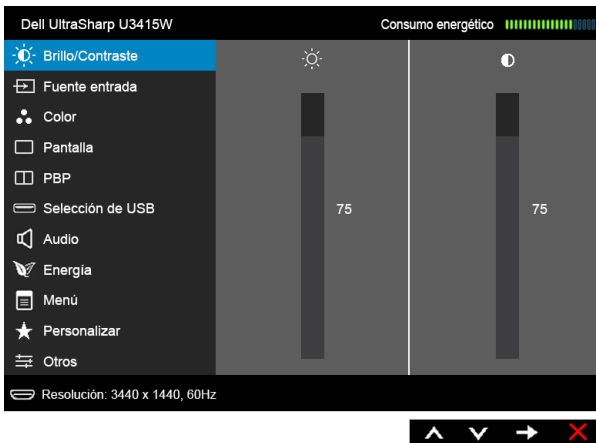 Dell UltraSharp U3415W Consumo energético
Brillo/Contraste
Fuente entrada
Color
Pantalla
PBP
Selección de USB 75 75
Audio
Energía
Menú
Personalizar
Otros
Resolución: 3440 x 1440, 60Hz